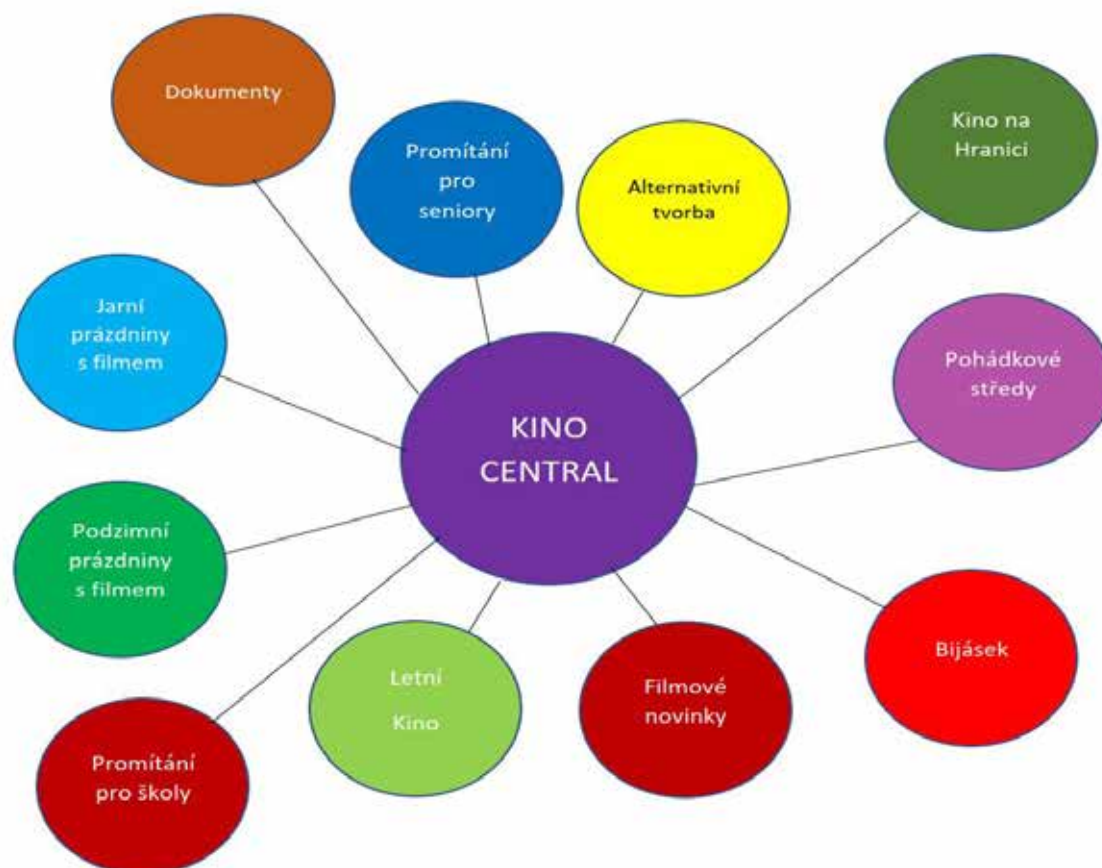 Dokumenty
Promítání
pro
seniory
Alternativní
tvorba
Kino na
Hranici
Jarní
prázdniny
s filmem
Pohádkové
středy
KINO
CENTRAL
Podzimní
prázdniny
s filmem
Bijásek
Letní
Kino
Filmové
novinky
Promítání
pro školy